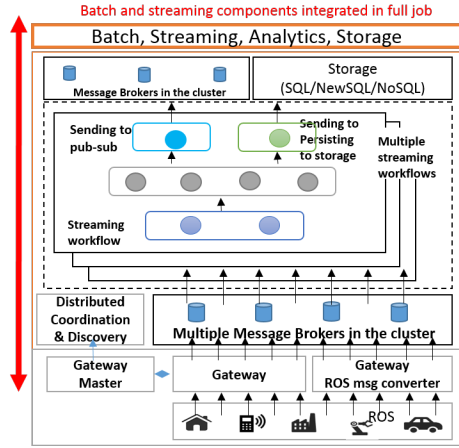 Batch and streaming components integrated in full job
Batch, Streaming, Analytics, Storage
Message Brokers in the cluster
Storage
(SQL/NewSQL/NoSQL)
Sending to
pub-sub
Sending to
Persisting
to storage
Multiple
streaming
workflows
Streaming
workflow
Distributed
Coordination
& Discovery
Multiple Message Brokers in the cluster
Gateway
Master
Gateway
Gateway
ROS msg converter
ROS